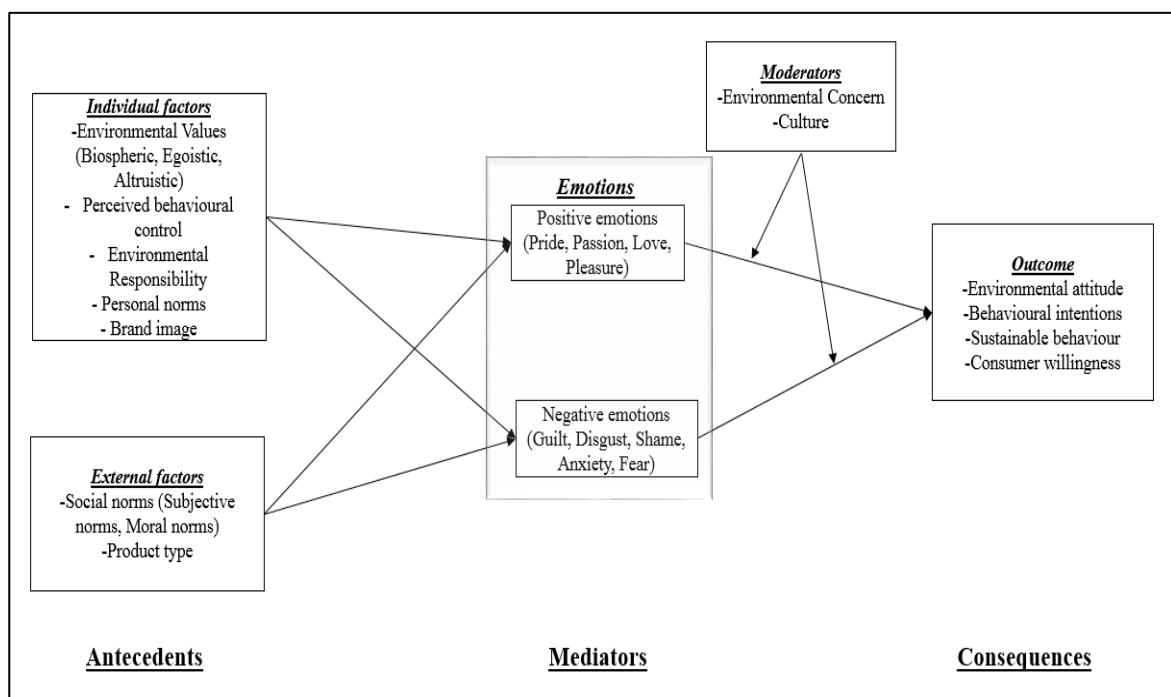 Individual factors
-Environmental Values
(Biospheric, Egoistic,
Altruistic)
- Perceived behavioural
control
- Environmental
Responsibility
- Personal norms
- Brand image
External factors
-Social norms (Subjective
norms, Moral norms)
-Product type
Emotions
Positive emotions
(Pride, Passion, Love,
Pleasure)
Negative emotions
(Guilt, Disgust, Shame,
Anxiety, Fear)
Moderators
-Environmental Concern
-Culture
Outcome
-Environmental attitude
-Behavioural intentions
-Sustainable behaviour
-Consumer willingness
Antecedents
Mediators
Consequences